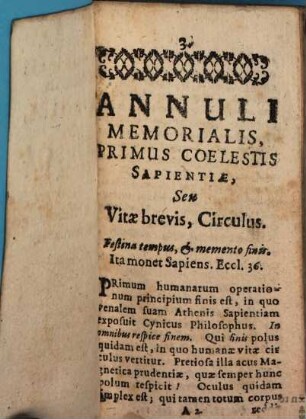 3.
ANNULI
MEMORIALIS,
PRIMUS COELESTIS
SAPIENTIÆ,
Seu
Vitæ brevis, Circulus.
Festina tempus, & memento finis.
Ita monet Sapiens. Eccl. 36.
PRimum humanarum operatio-
num principium finis est, in quo
venalem suam Athenis Sapientiam
exposuit Cynicus Philosophus. In
omnibus respice finem. Qui finis polus
quidam est, in quo humanæ vitæ cir-
culus vertitur. Pretiosa illa acus Ma-
gneticæ prudentiæ, quæ semper hunc
polum respicit! Oculus quidam
simplex est; qui tamen totum corpus
A 2